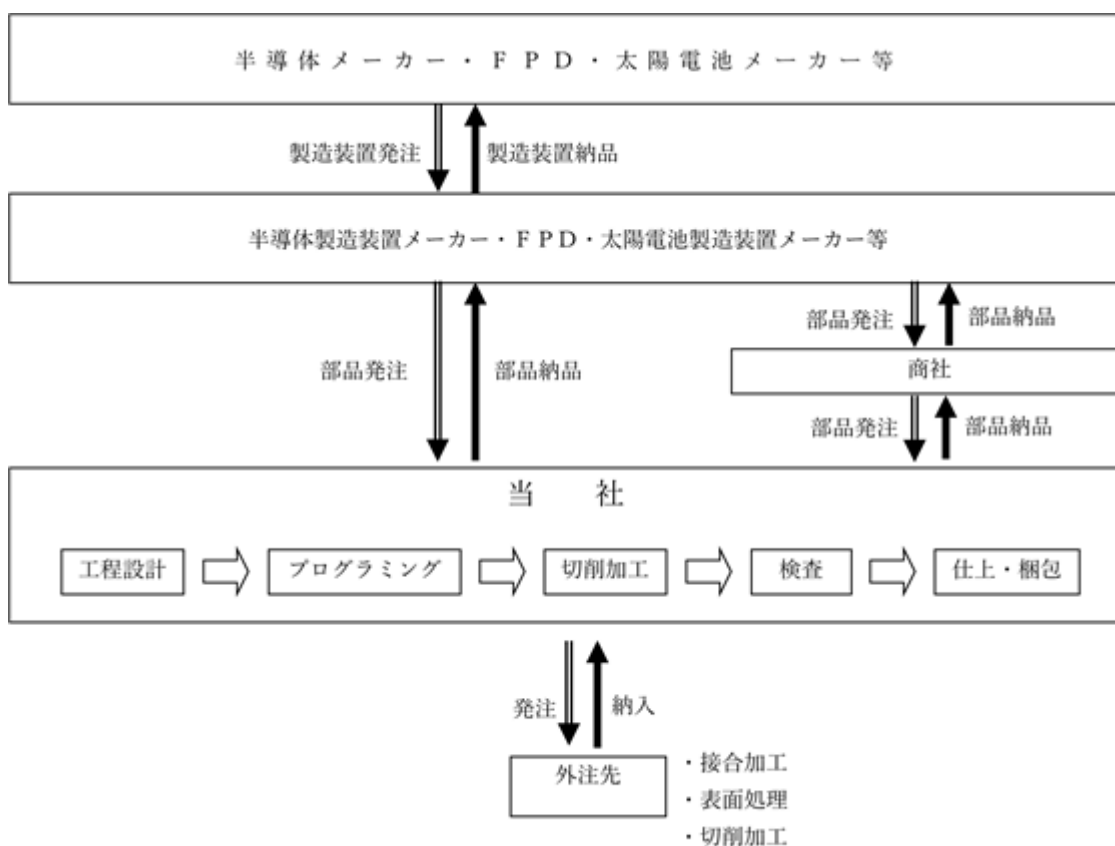 半導体メーカー・FPD・太陽電池メーカー等
製造装置発注
製造装置納品
半導体製造装置メーカー・FPD・太陽電池製造装置メーカー等
部品発注
部品納品
部品発注
部品納品
商社
部品発注
部品納品
当 社
工程設計
プログラミング
切削加工
検査
仕上・梱包
発注
納入
外注先
・接合加工
・表面処理
・切削加工